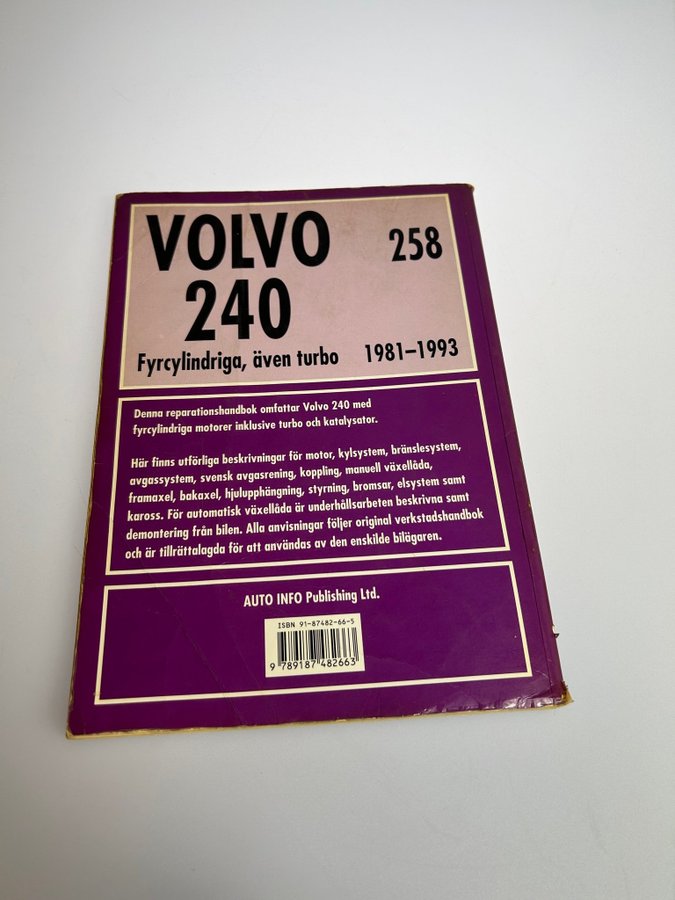 VOLVO 258
240
Fyrcylindriga, även turbo 1981–1993
Denna reparationshandbok omfattar Volvo 240 med
fyrcylindriga motorer inklusive turbo och katalysator.
Här finns utförliga beskrivningar för motor, kylsystem, bränslesystem,
avgassystem, svensk avgasrening, koppling, manuell växellåda,
framaxel, bakaxel, hjulupphängning, styrning, bromsar, elsystem samt
kaross. För automatisk växellåda är underhållsarbeten beskrivna samt
demontering från bilen. Alla anvisningar följer original verkstadshandbok
och är tillrättalagda för att användas av den enskilde bilägaren.
AUTO INFO Publishing Ltd.
ISBN 91-87482-66-5
9 789187 482663